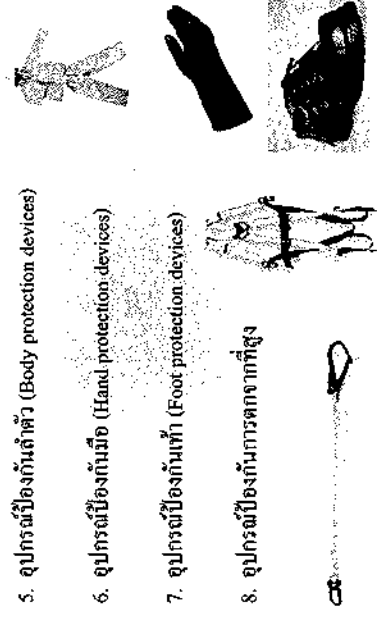 5. อุปกรณ์ป้องกันลำตัว (Body protection devices)
6. อุปกรณ์ป้องกันมือ (Hand protection devices)
7. อุปกรณ์ป้องกันเท้า (Foot protection devices)
8. อุปกรณ์ป้องกันการตกจากที่สูง